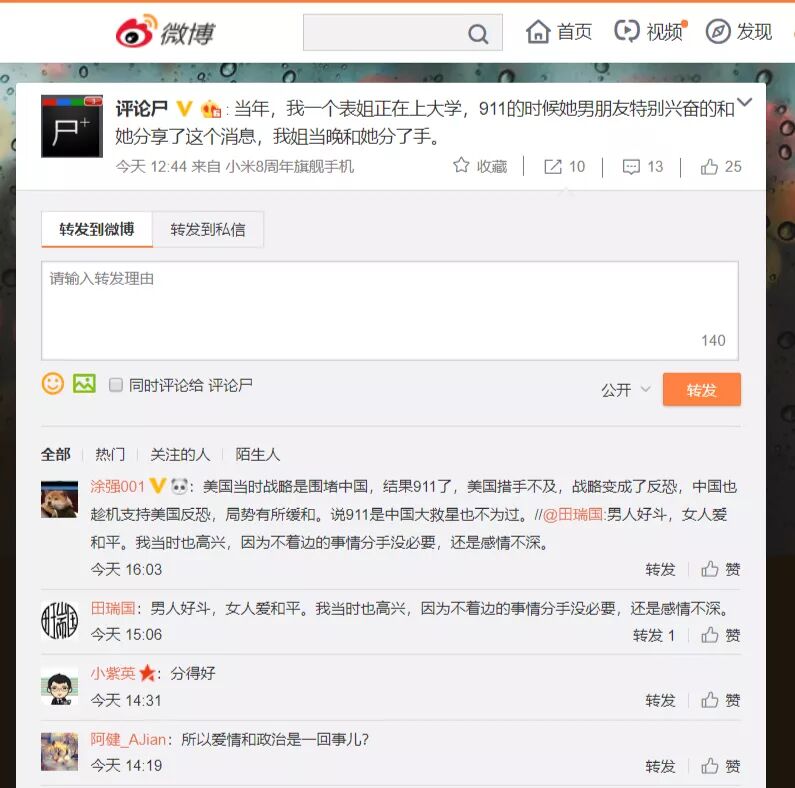 微博
首页
视频
发现
评论尸 : 当年，我一个表姐正在上大学，911的时候她男朋友特别兴奋的和
她分享了这个消息，我姐当晚和她分了手。
今天 12:44 来自 小米8周年旗舰手机
收藏
10
13
25
转发到微博
转发到私信
请输入转发理由
140
同时评论给 评论尸
公开
转发
全部
热门
关注的人
陌生人
涂强001 : 美国当时战略是围堵中国，结果911了，美国措手不及，战略变成了反恐，中国也
趁机支持美国反恐，局势有所缓和。说911是中国大救星也不为过。//@田瑞国:男人好斗，女人爱
和平。我当时也高兴，因为不着边的事情分手没必要，还是感情不深。
今天 16:03
转发
赞
田瑞国：男人好斗，女人爱和平。我当时也高兴，因为不着边的事情分手没必要，还是感情不深。
今天 15:06
转发 1
赞
小紫英 ：分得好
今天 14:31
转发
赞
阿健_AJian：所以爱情和政治是一回事儿?
今天 14:19
转发
赞